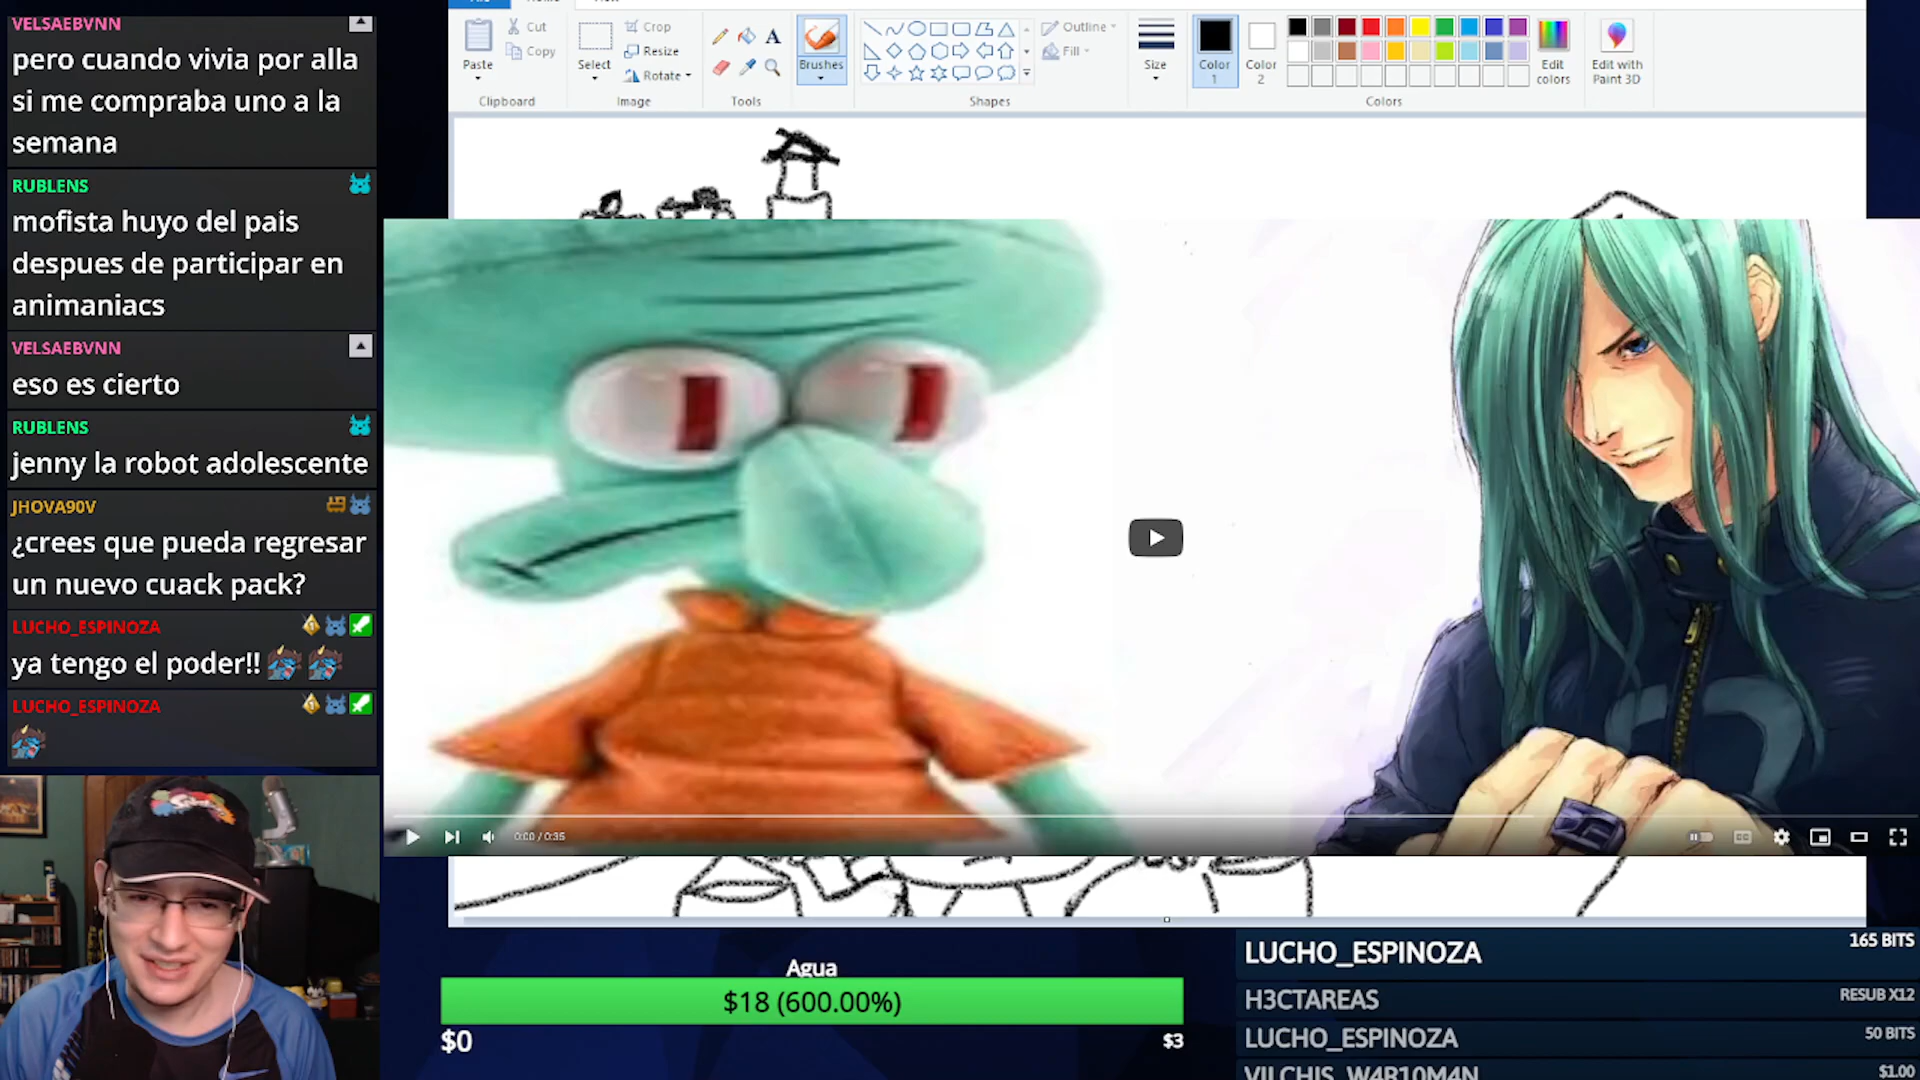 VELSAEBVNN
pero cuando vivia por alla
si me compraba uno a la
semana
RUBLENS
mofista huyo del pais
despues de participar en
animaniacs
VELSAEBVNN
eso es cierto
RUBLENS
jenny la robot adolescente
JHOVA90V
¿crees que pueda regresar
un nuevo cuack pack?
LUCHO_ESPINOZA
ya tengo el poder!!
LUCHO_ESPINOZA
Paste
Cut
Copy
Clipboard
Select
Crop
Resize
Rotate
Image
Tools
Brushes
Shapes
Outline
Fill
Size
Color
1
Color
2
Colors
Edit
colors
Edit with
Paint 3D
0:00 / 0:35
CC
Agua
$18 (600.00%)
$0
$3
LUCHO_ESPINOZA
165 BITS
H3CTAREAS
RESUB X12
LUCHO_ESPINOZA
50 BITS
VILCHIS_W4R10M4N
$1.00